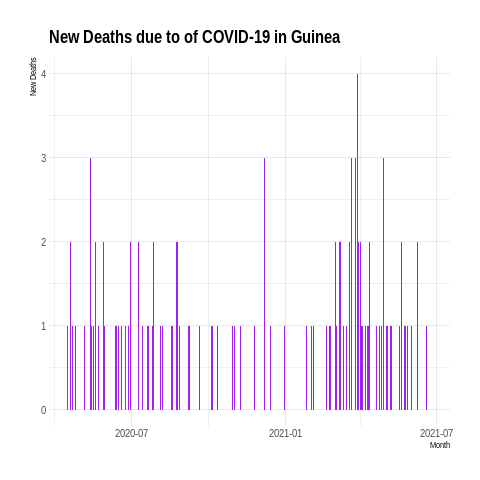 New Deaths due to of COVID-19 in Guinea
New Deaths
4
3
2
1
0
2020-07
2021-01
2021-07
Month